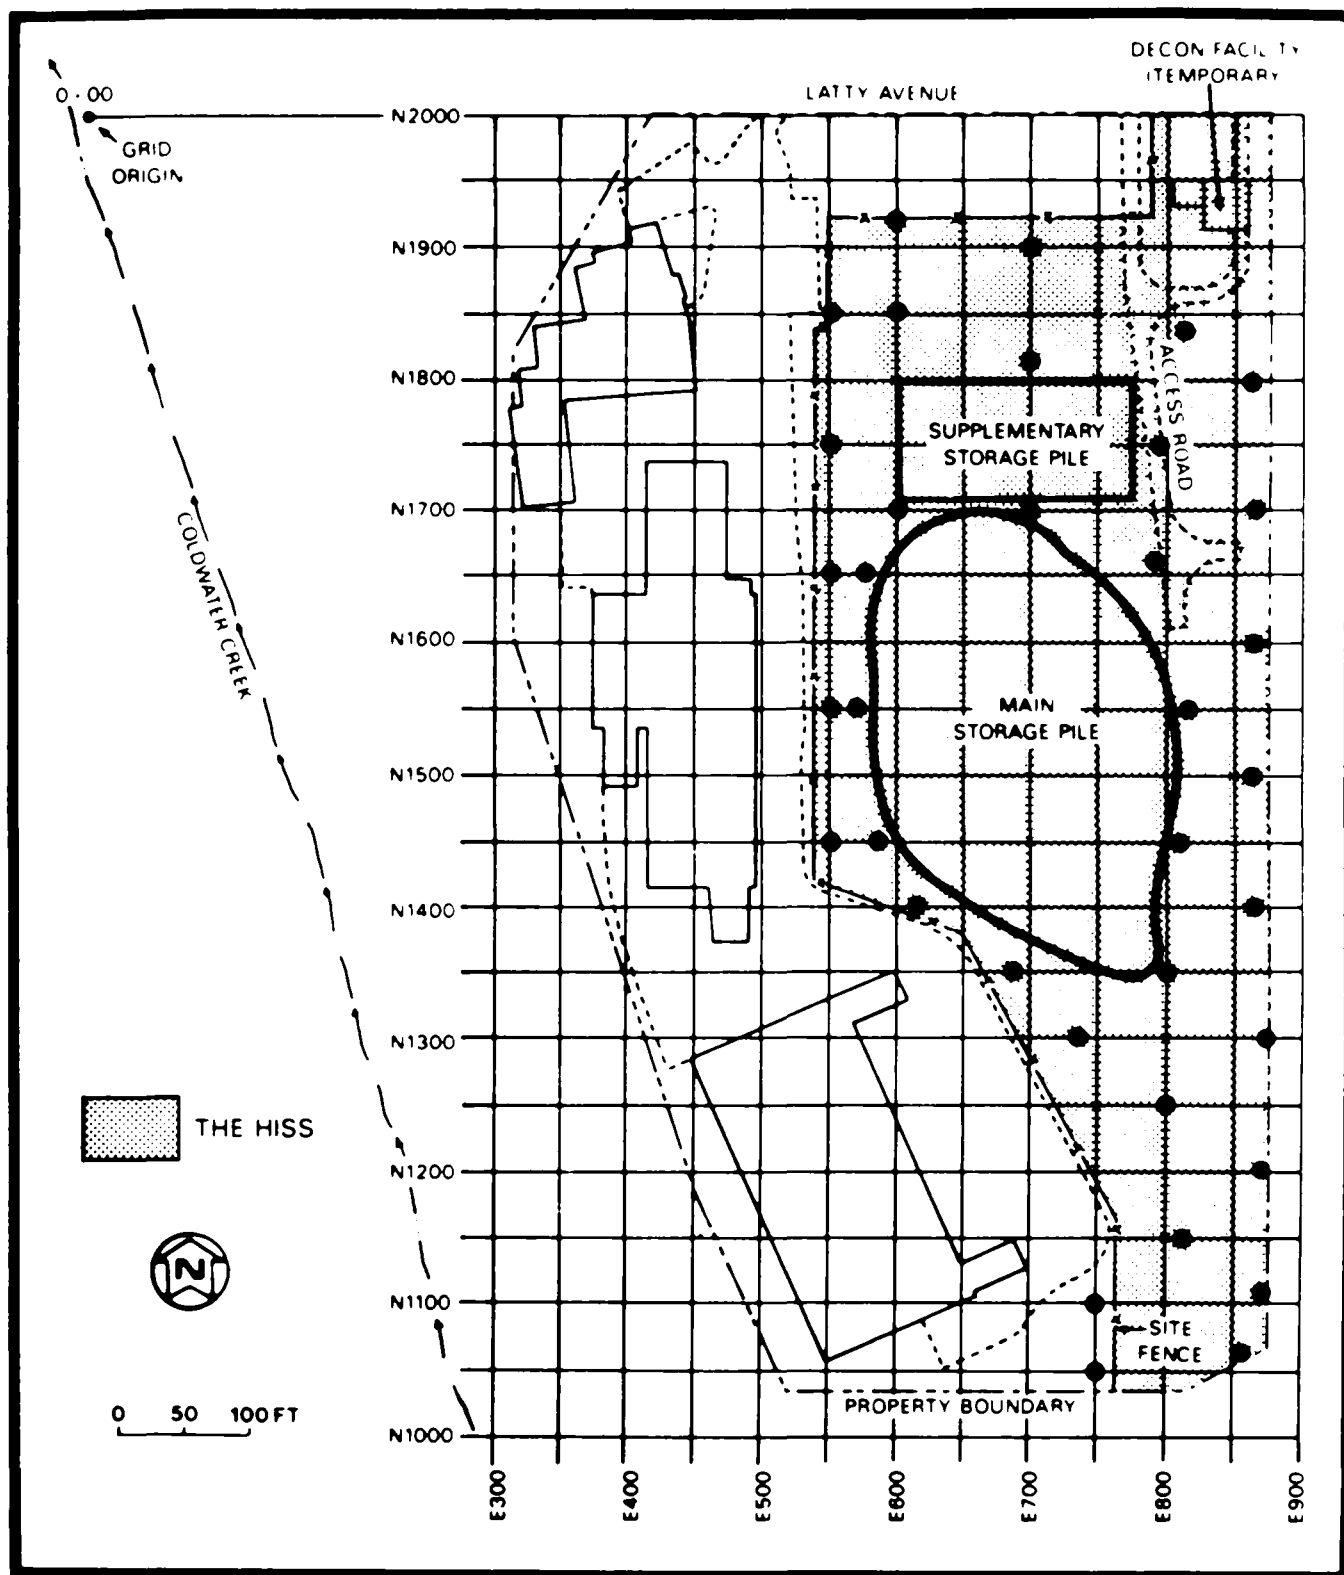 DECON FACILITY
(TEMPORARY
LATTY AVENUE
0+00
GRID
ORIGIN
N2000
N1900
N1800
N1700
N1600
N1500
N1400
N1300
N1200
N1100
N1000
ACCESS ROAD
SUPPLEMENTARY
STORAGE PILE
COLDWATER CREEK
MAIN
STORAGE PILE
THE HISS
N
SITE
FENCE
PROPERTY BOUNDARY
0 50 100 FT
E300
E400
E500
E600
E700
E800
E900